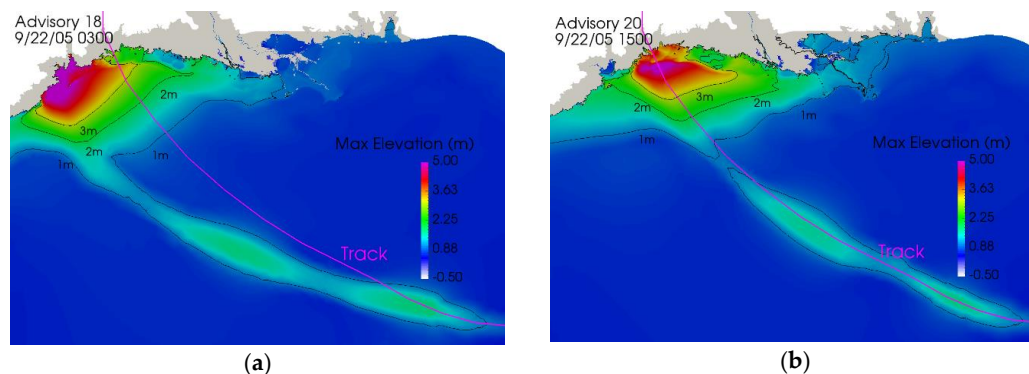 Advisory 18
9/22/05 0300
2m
3m
2m
1m
1m
Max Elevation (m)
5.00
3.63
2.25
0.88
-0.50
Track
(a)
Advisory 20
9/22/05 1500
3m
2m
1m
1m
Max Elevation (m)
5.00
3.63
2.25
0.88
-0.50
Track
(b)